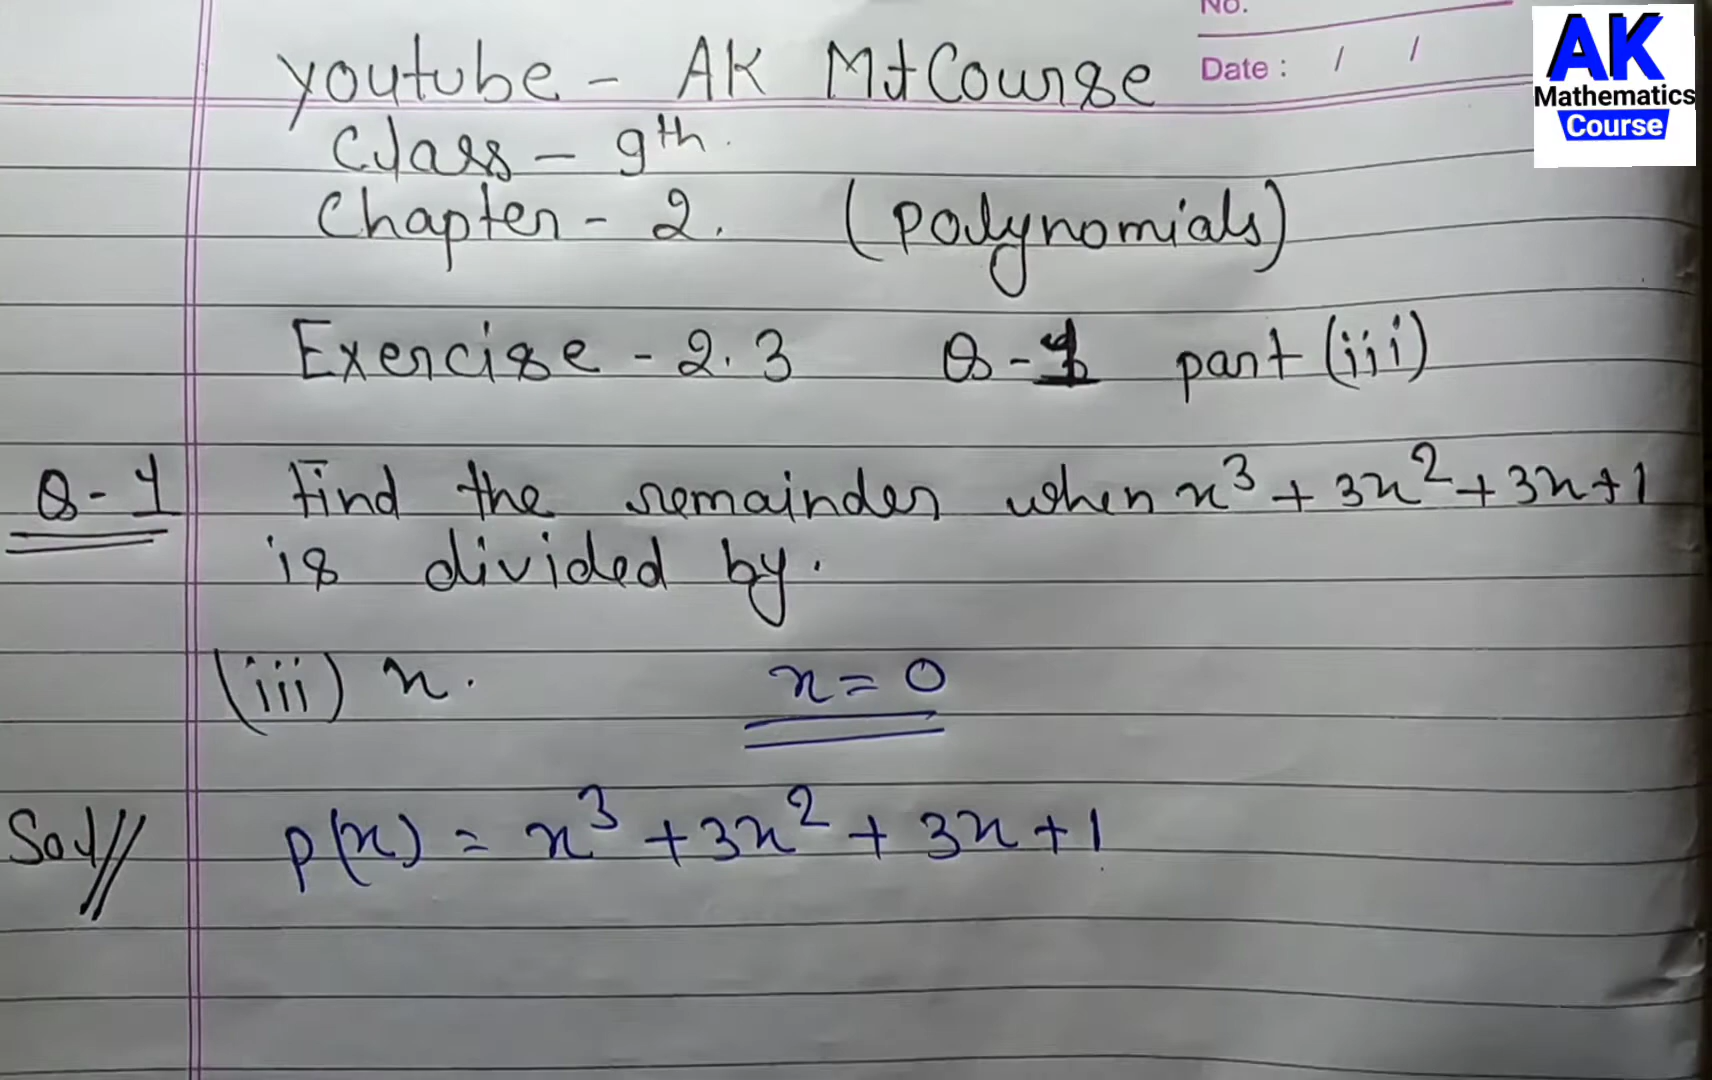 No.
youtube - AK MtCourse
Date : / /
AK
Mathematics
Course
Class - 9th.
Chapter - 2. (Polynomials)
Exercise - 2.3 Q-1 part (iii)
Q-1 Find the remainder when x³ + 3x² + 3x + 1
is divided by.
(iii) x. x = 0
Sol// p(x) = x³ + 3x² + 3x + 1